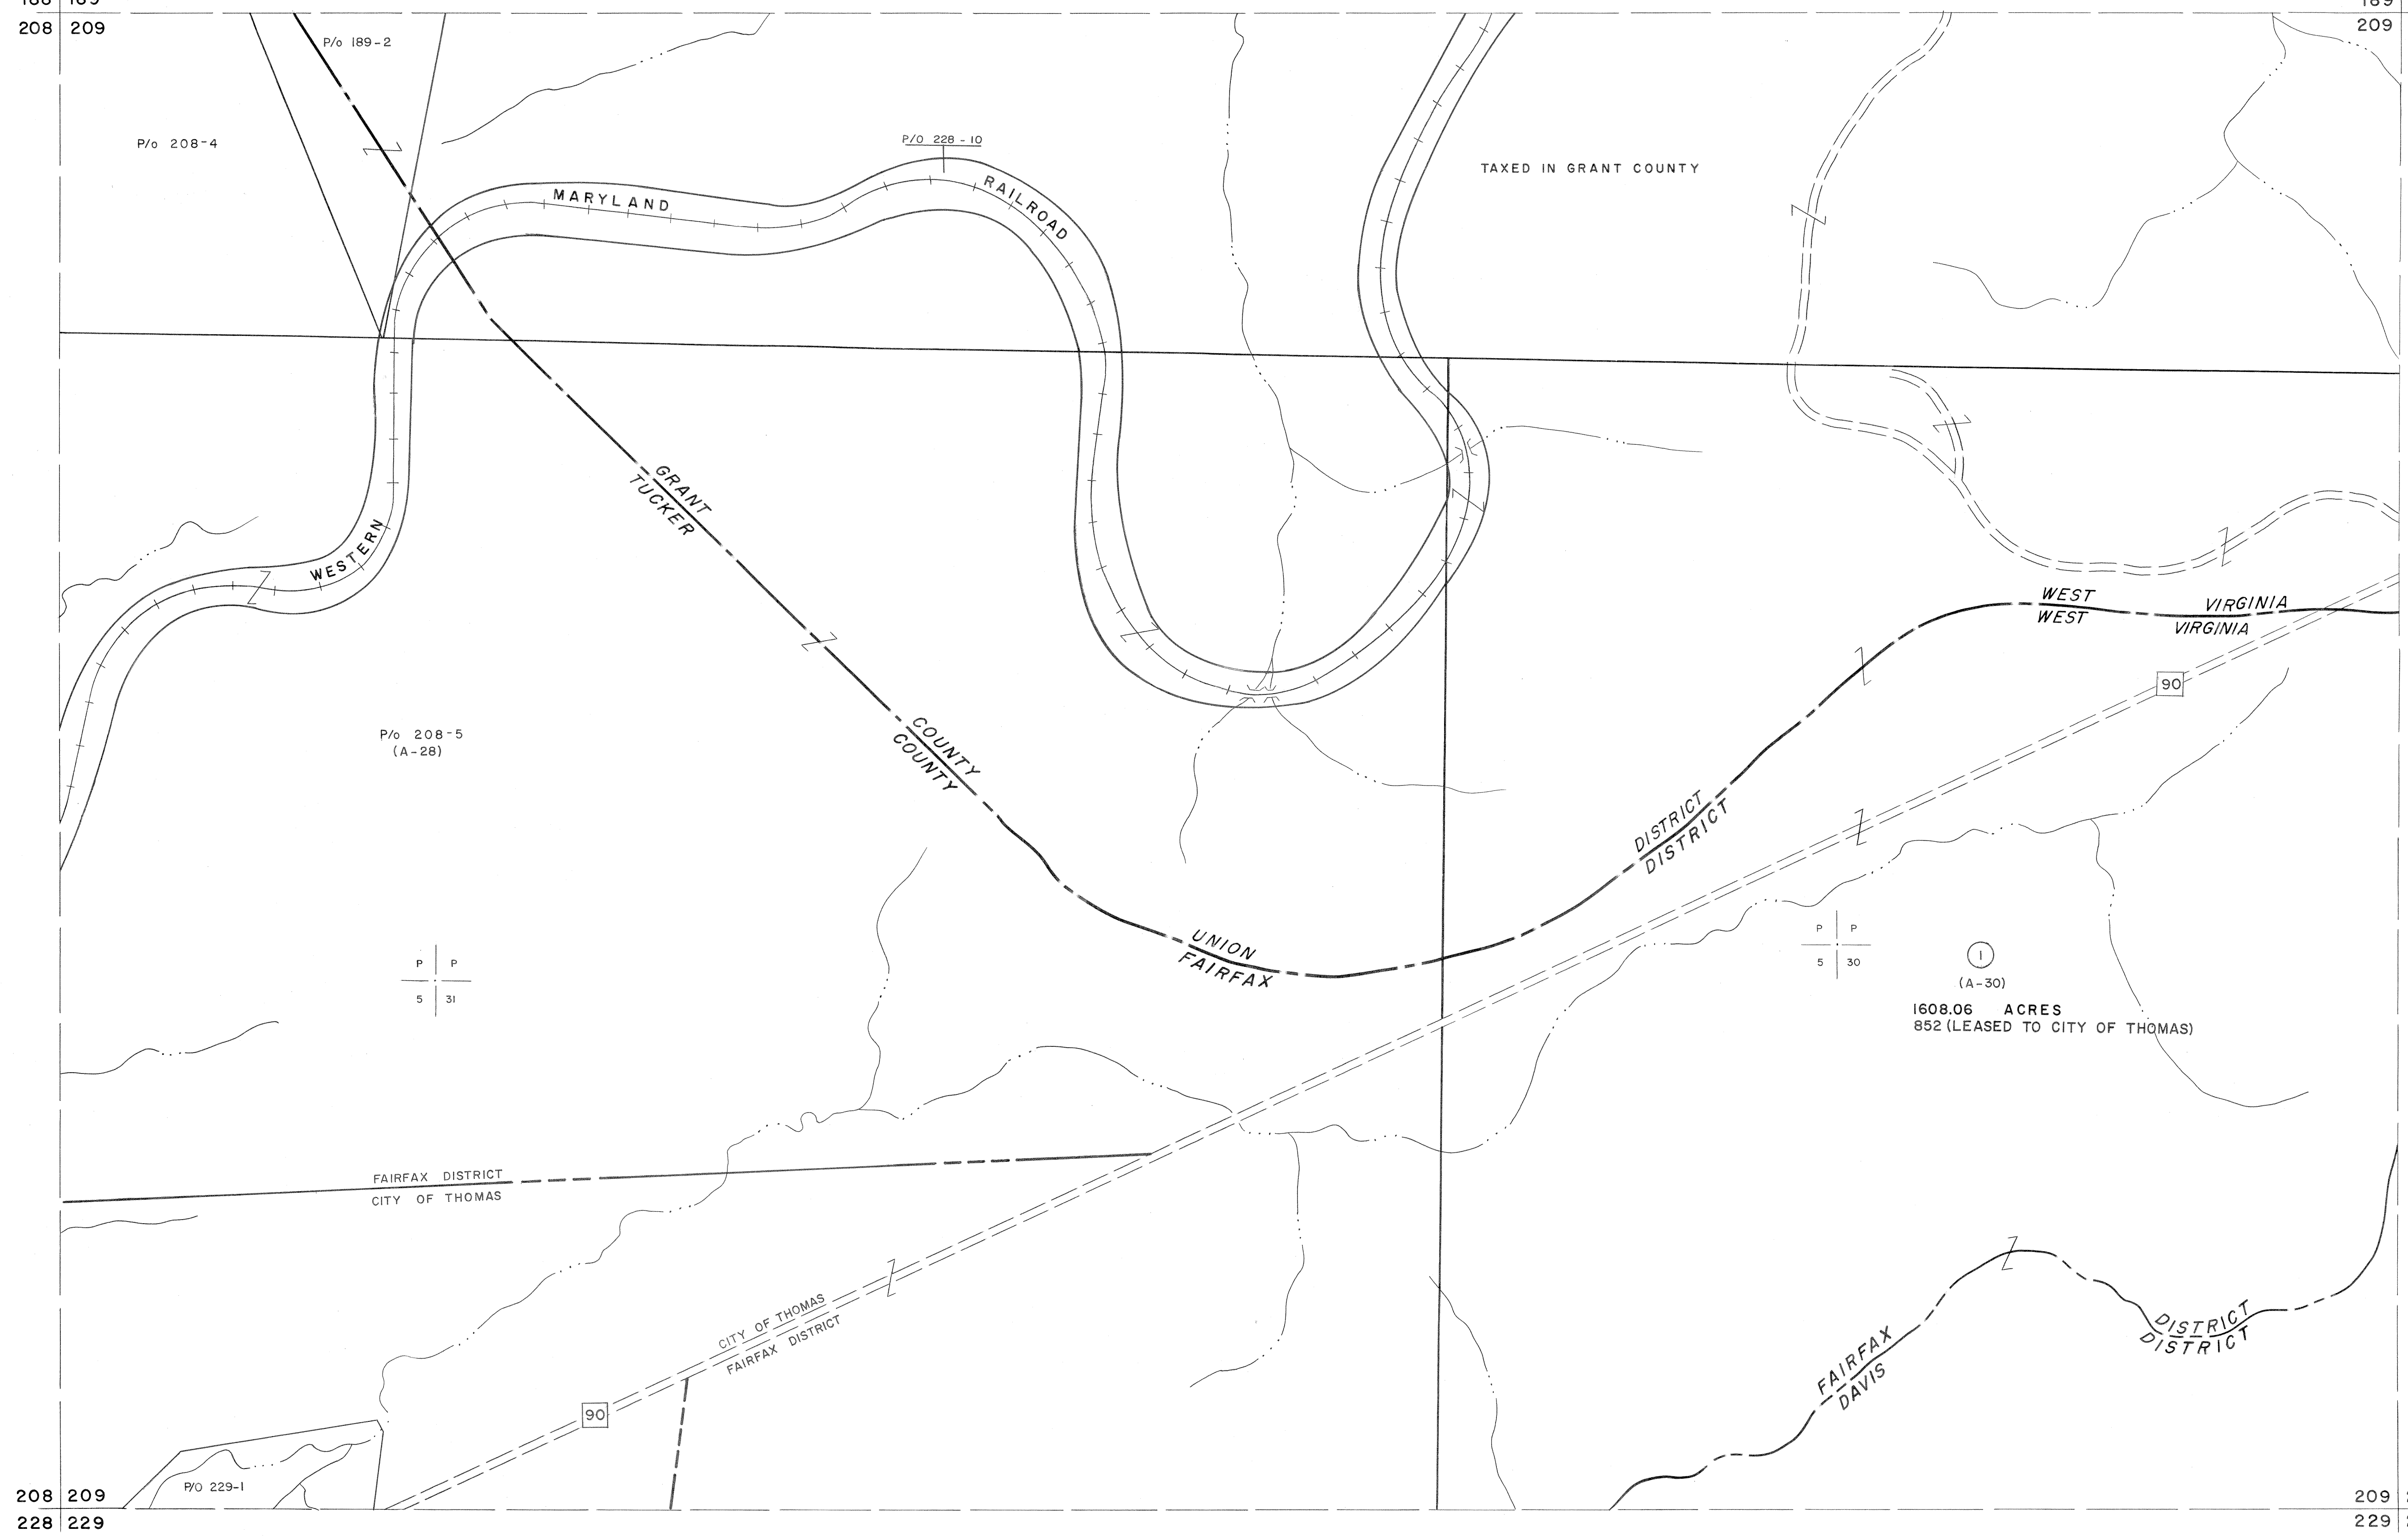 188 189
189
208 209
209
P/o 189-2
P/o 208-4
P/O 228-10
TAXED IN GRANT COUNTY
MARYLAND
RAILROAD
WESTERN
GRANT
TUCKER
WEST VIRGINIA
WEST VIRGINIA
90
P/o 208-5
(A-28)
COUNTY
COUNTY
DISTRICT
DISTRICT
UNION
FAIRFAX
P P
5 31
P P
5 30
1
(A-30)
1608.06 ACRES
852 (LEASED TO CITY OF THOMAS)
FAIRFAX DISTRICT
CITY OF THOMAS
CITY OF THOMAS
FAIRFAX DISTRICT
90
FAIRFAX
DAVIS
DISTRICT
DISTRICT
P/O 229-1
208 209
209
228 229
229